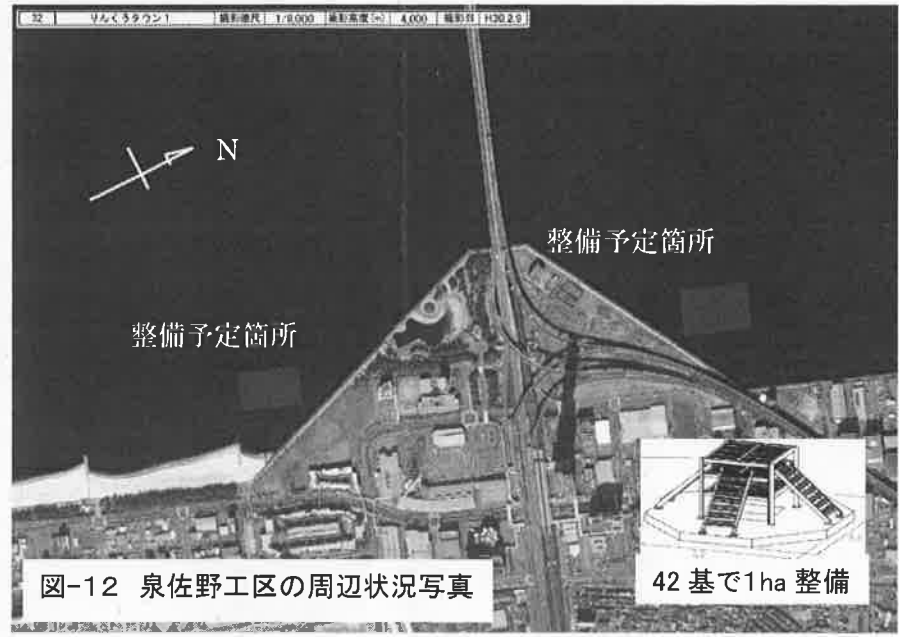 32 りんくうタウン1 撮影縮尺 1/8,000 撮影高度(m) 4,000 撮影日 H30.2.9
N
整備予定箇所
整備予定箇所
図-12 泉佐野工区の周辺状況写真
42基で1ha整備